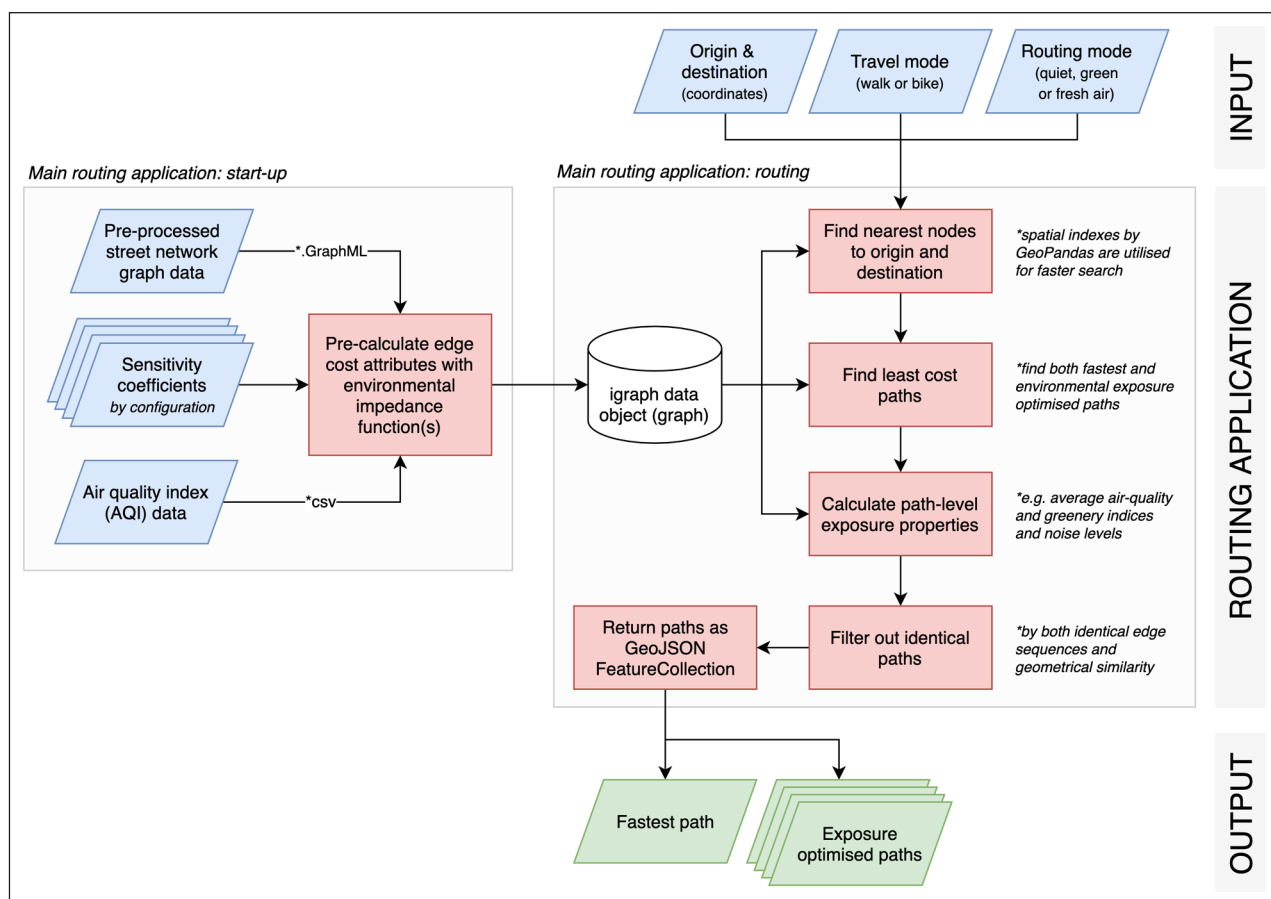 Origin &
destination
(coordinates)
Travel mode
(walk or bike)
Routing mode
(quiet, green
or fresh air)
INPUT
Main routing application: start-up
Pre-processed
street network
graph data
*.GraphML
Sensitivity
coefficients
by configuration
Air quality index
(AQI) data
*csv
Pre-calculate edge
cost attributes with
environmental
impedance
function(s)
igraph data
object (graph)
Main routing application: routing
Find nearest nodes
to origin and
destination
*spatial indexes by
GeoPandas are utilised
for faster search
Find least cost
paths
*find both fastest and
environmental exposure
optimised paths
Calculate path-level
exposure properties
*e.g. average air-quality
and greenery indices
and noise levels
Filter out identical
paths
*by both identical edge
sequences and
geometrical similarity
Return paths as
GeoJSON
FeatureCollection
ROUTING APPLICATION
Fastest path
Exposure
optimised paths
OUTPUT